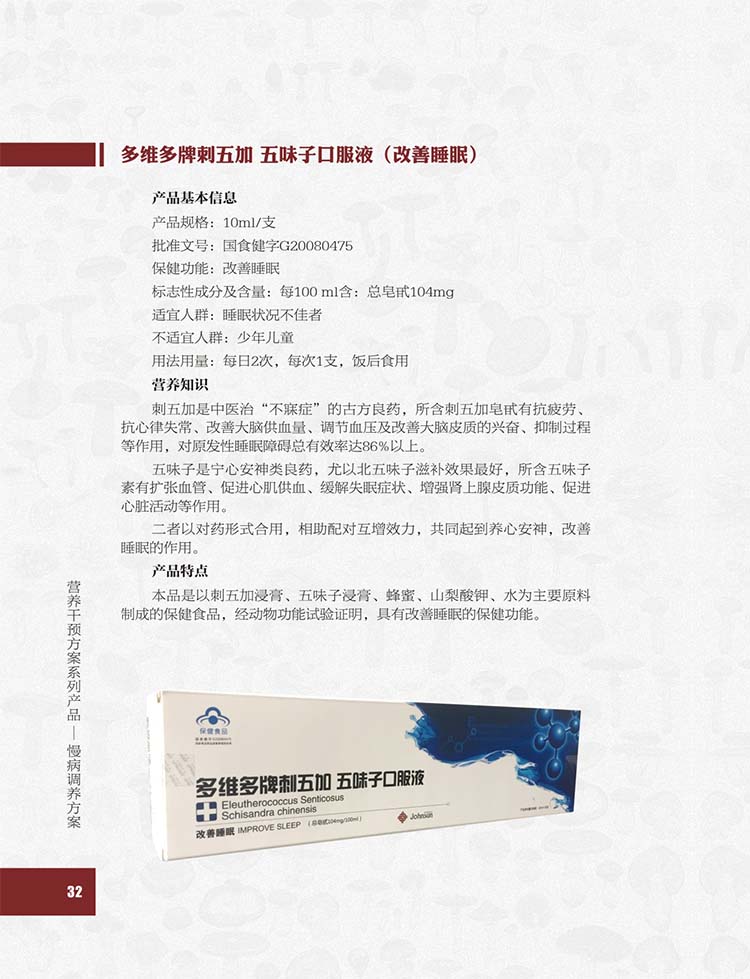 多维多牌刺五加 五味子口服液（改善睡眠）
产品基本信息
产品规格：10ml/支
批准文号：国食健字G20080475
保健功能：改善睡眠
标志性成分及含量：每100 ml含：总皂甙104mg
适宜人群：睡眠状况不佳者
不适宜人群：少年儿童
用法用量：每日2次，每次1支，饭后食用
营养知识
刺五加是中医治“不寐症”的古方良药，所含刺五加皂甙有抗疲劳、
抗心律失常、改善大脑供血量、调节血压及改善大脑皮质的兴奋、抑制过程
等作用，对原发性睡眠障碍总有效率达86%以上。
五味子是宁心安神类良药，尤以北五味子滋补效果最好，所含五味子
素有扩张血管、促进心肌供血、缓解失眠症状、增强肾上腺皮质功能、促进
心脏活动等作用。
二者以对药形式合用，相助配对互增效力，共同起到养心安神，改善
睡眠的作用。
产品特点
本品是以刺五加浸膏、五味子浸膏、蜂蜜、山梨酸钾、水为主要原料
制成的保健食品，经动物功能试验证明，具有改善睡眠的保健功能。
营养干预方案系列产品—慢病调养方案
保健食品
多维多牌刺五加 五味子口服液
Eleutherococcus Senticosus
Schisandra chinensis
改善睡眠 IMPROVE SLEEP （总皂甙104mg/100ml）
Johnsun
32